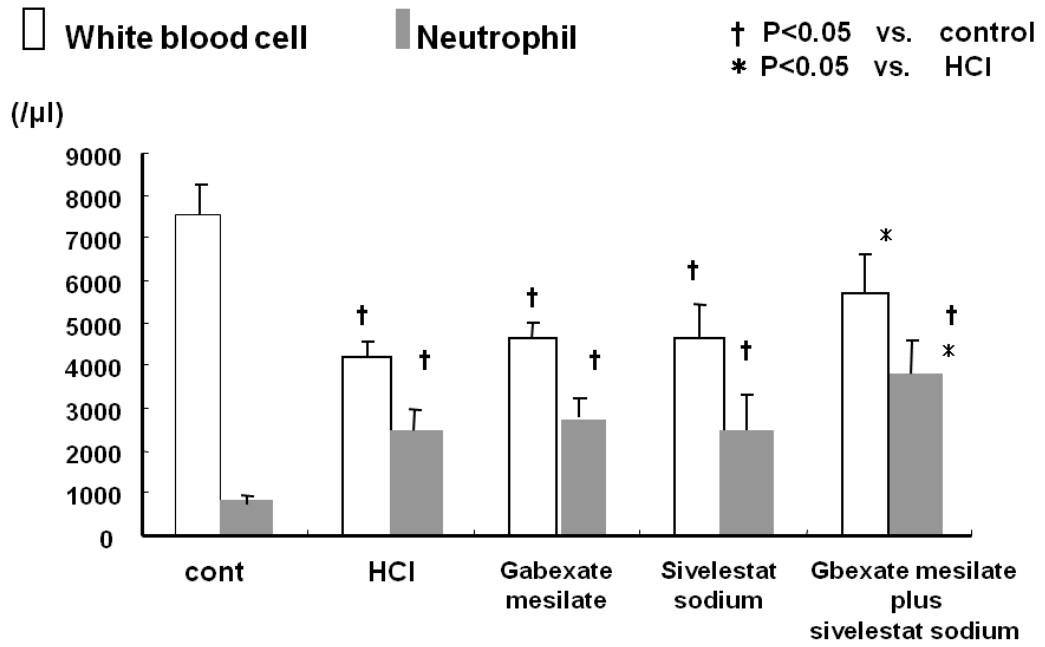 White blood cell Neutrophil † P<0.05 vs. control
* P<0.05 vs. HCl
(/µl)
9000
8000
7000
6000
5000
4000
3000
2000
1000
0
† † † † † † * † *
cont HCl Gabexate mesilate Sivelestat sodium Gbexate mesilate plus sivelestat sodium